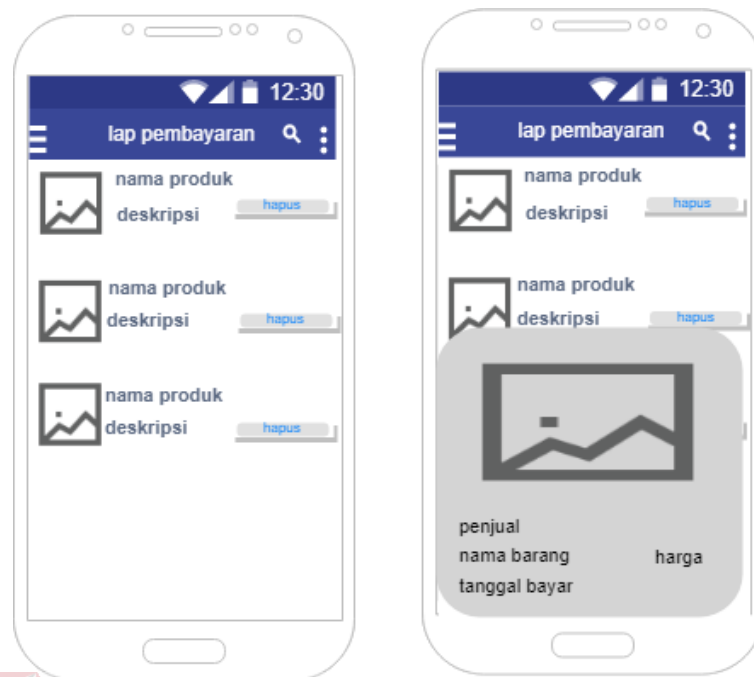 12:30
lap pembayaran
nama produk
deskripsi
hapus
nama produk
deskripsi
hapus
nama produk
deskripsi
hapus
12:30
lap pembayaran
nama produk
deskripsi
hapus
nama produk
deskripsi
hapus
penjual
nama barang
harga
tanggal bayar